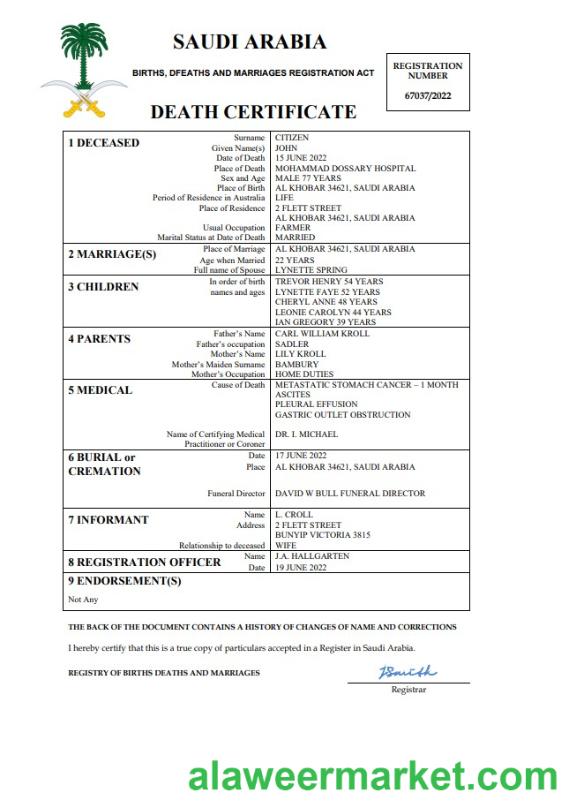 SAUDI ARABIA
BIRTHS, DFEATHS AND MARRIAGES REGISTRATION ACT
REGISTRATION
NUMBER
67037/2022
DEATH CERTIFICATE
1 DECEASED
Surname CITIZEN
Given Name(s) JOHN
Date of Death 15 JUNE 2022
Place of Death MOHAMMAD DOSSARY HOSPITAL
Sex and Age MALE 77 YEARS
Place of Birth AL KHOBAR 34621, SAUDI ARABIA
Period of Residence in Australia LIFE
Place of Residence 2 FLETT STREET
AL KHOBAR 34621, SAUDI ARABIA
Usual Occupation FARMER
Marital Status at Date of Death MARRIED
2 MARRIAGE(S)
Place of Marriage AL KHOBAR 34621, SAUDI ARABIA
Age when Married 22 YEARS
Full name of Spouse LYNETTE SPRING
3 CHILDREN
In order of birth TREVOR HENRY 54 YEARS
names and ages LYNETTE FAYE 52 YEARS
CHERYL ANNE 48 YEARS
LEONIE CAROLYN 44 YEARS
IAN GREGORY 39 YEARS
4 PARENTS
Father's Name CARL WILLIAM KROLL
Father's occupation SADLER
Mother's Name LILY KROLL
Mother's Maiden Surname BAMBURY
Mother's Occupation HOME DUTIES
5 MEDICAL
Cause of Death METASTATIC STOMACH CANCER – 1 MONTH
ASCITES
PLEURAL EFFUSION
GASTRIC OUTLET OBSTRUCTION
Name of Certifying Medical DR. I. MICHAEL
Practitioner or Coroner
6 BURIAL or
CREMATION
Date 17 JUNE 2022
Place AL KHOBAR 34621, SAUDI ARABIA
Funeral Director DAVID W BULL FUNERAL DIRECTOR
7 INFORMANT
Name L. CROLL
Address 2 FLETT STREET
BUNYIP VICTORIA 3815
Relationship to deceased WIFE
8 REGISTRATION OFFICER
Name J.A. HALLGARTEN
Date 19 JUNE 2022
9 ENDORSEMENT(S)
Not Any
THE BACK OF THE DOCUMENT CONTAINS A HISTORY OF CHANGES OF NAME AND CORRECTIONS
I hereby certify that this is a true copy of particulars accepted in a Register in Saudi Arabia.
REGISTRY OF BIRTHS DEATHS AND MARRIAGES
JSmith
Registrar
alaweermarket.com